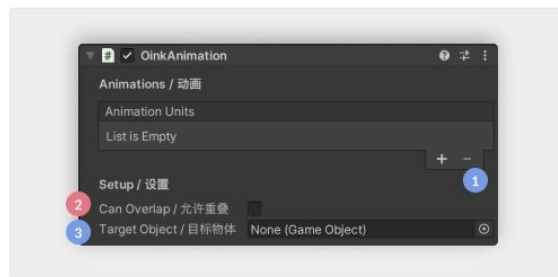 # OinkAnimation
Animations / 动画
Animation Units
List is Empty
+ -
1
Setup / 设置
2 Can Overlap / 允许重叠
3 Target Object / 目标物体 None (Game Object)